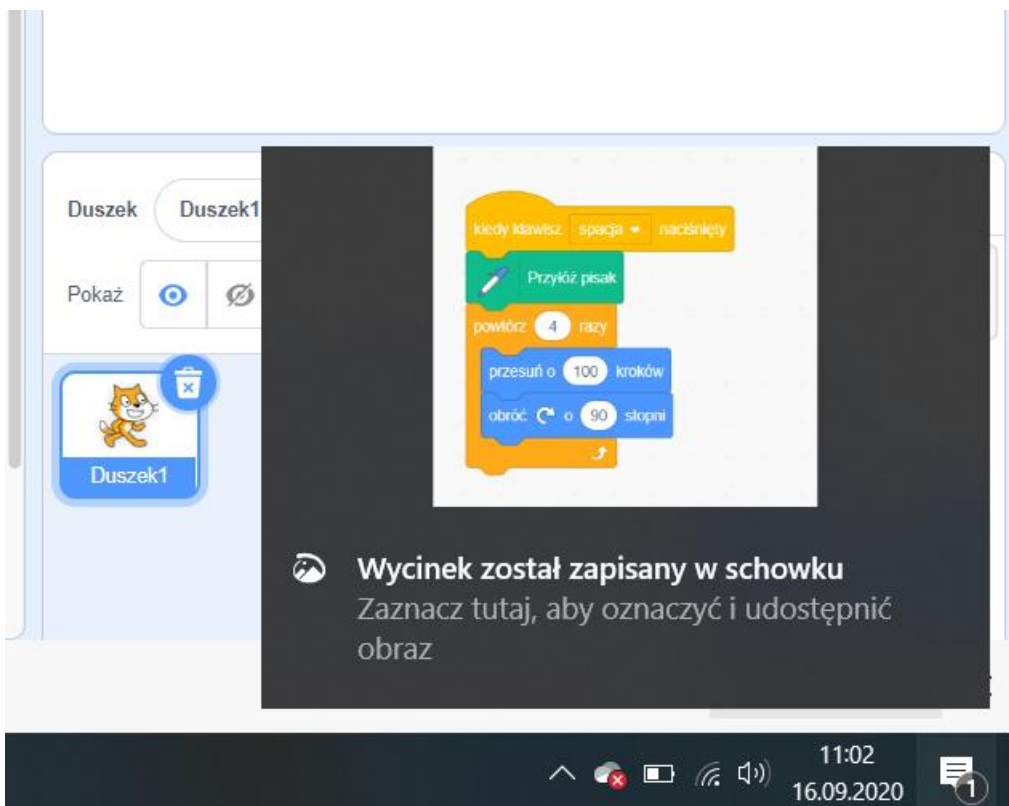 Duszek Duszek1
Pokaż
Duszek1
kiedy klawisz spacja naciśnięty
Przyłóż pisak
powtórz 4 razy
przesuń o 100 kroków
obróć o 90 stopni
Wycinek został zapisany w schowku
Zaznacz tutaj, aby oznaczyć i udostępnić
obraz
11:02
16.09.2020
1